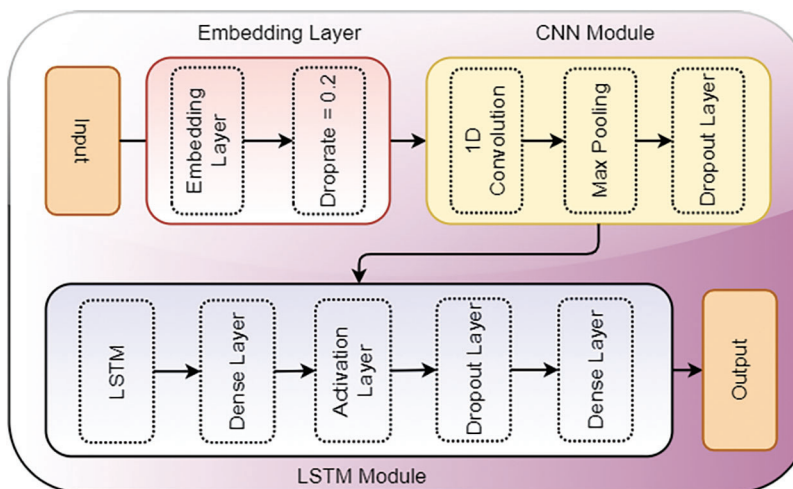 Embedding Layer
CNN Module
Input
Embedding
Layer
Droprate = 0.2
1D
Convolution
Max Pooling
Dropout Layer
LSTM
Dense Layer
Activation
Layer
Dropout Layer
Dense Layer
Output
LSTM Module